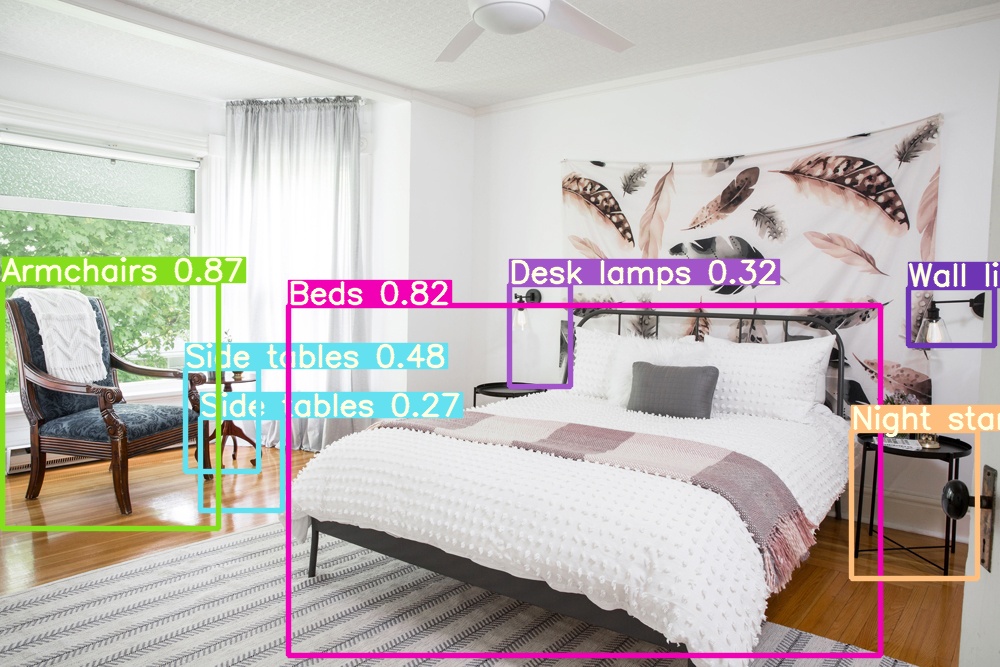 Armchairs 0.87
Desk lamps 0.32
Wall li
Beds 0.82
Side tables 0.48
Side tables 0.27
Night star